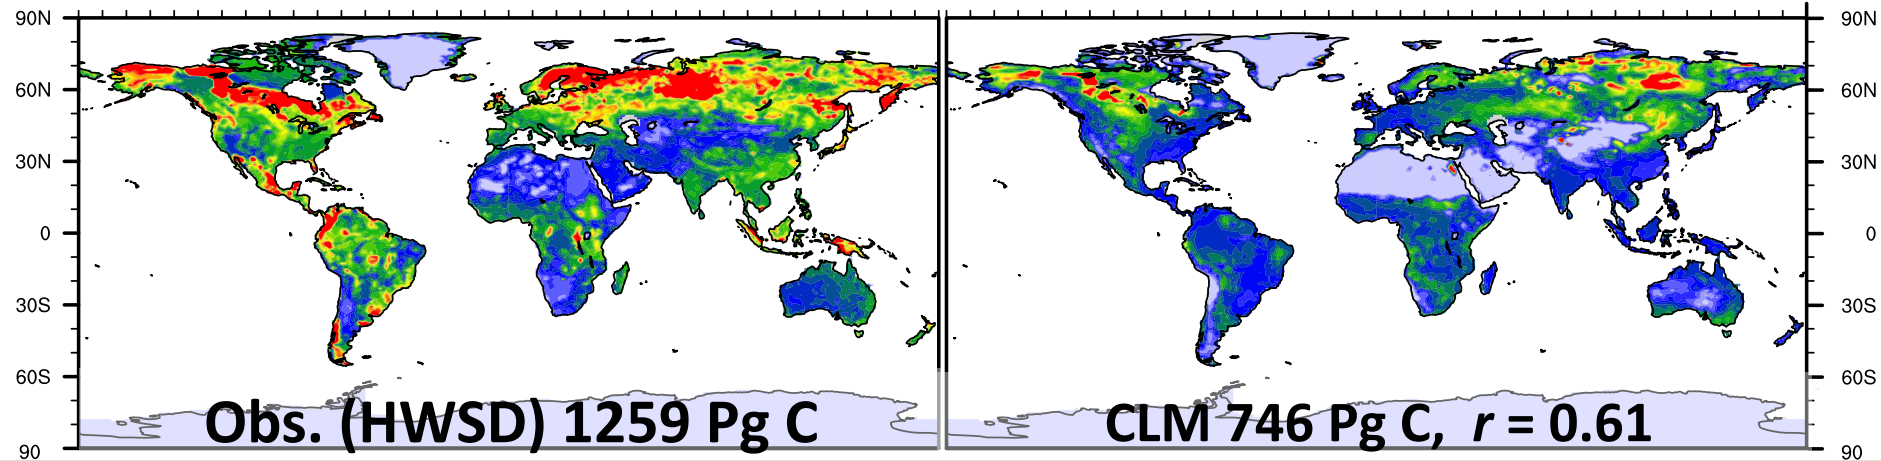 90N
60N
30N
0
30S
60S
90
Obs. (HWSD) 1259 Pg C
CLM 746 Pg C, r = 0.61
90N
60N
30N
0
30S
60S
90